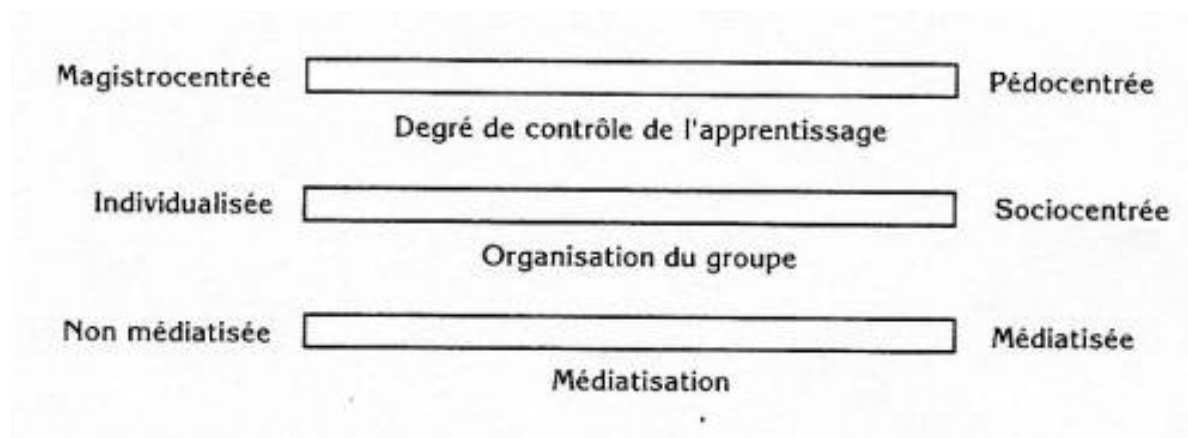 Magistrocentrée Pédocentrée
Degré de contrôle de l'apprentissage
Individualisée Sociocentrée
Organisation du groupe
Non médiatisée Médiatisée
Médiatisation